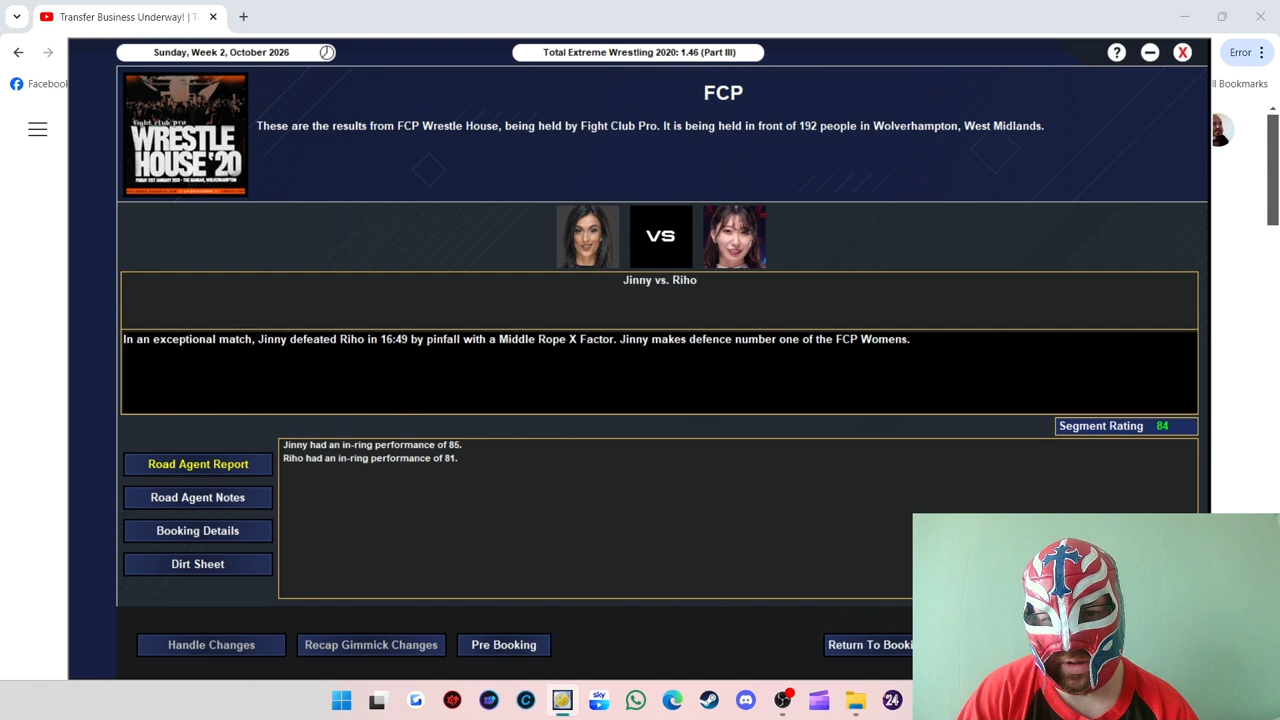 Transfer Business Underway! | Tr
Error
Facebook
ll Bookmarks
Sunday, Week 2, October 2026
Total Extreme Wrestling 2020: 1.46 (Part III)
?
X
FCP
These are the results from FCP Wrestle House, being held by Fight Club Pro. It is being held in front of 192 people in Wolverhampton, West Midlands.
fight club pro
WRESTLE
HOUSE '20
VS
Jinny vs. Riho
In an exceptional match, Jinny defeated Riho in 16:49 by pinfall with a Middle Rope X Factor. Jinny makes defence number one of the FCP Womens.
Segment Rating 84
Jinny had an in-ring performance of 85.
Riho had an in-ring performance of 81.
Road Agent Report
Road Agent Notes
Booking Details
Dirt Sheet
Handle Changes
Recap Gimmick Changes
Pre Booking
Return To Booki
sky
24